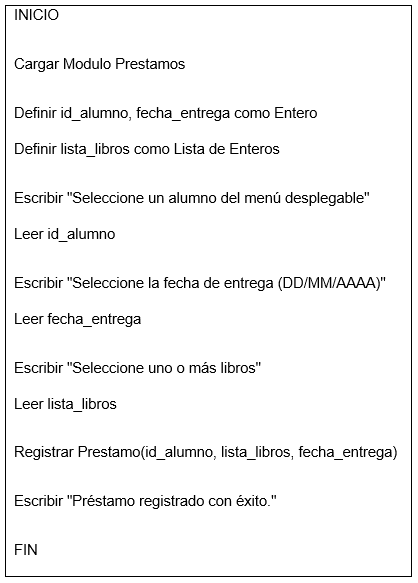 INICIO
Cargar Modulo Prestamos
Definir id_alumno, fecha_entrega como Entero
Definir lista_libros como Lista de Enteros
Escribir "Seleccione un alumno del menú desplegable"
Leer id_alumno
Escribir "Seleccione la fecha de entrega (DD/MM/AAAA)"
Leer fecha_entrega
Escribir "Seleccione uno o más libros"
Leer lista_libros
Registrar Prestamo(id_alumno, lista_libros, fecha_entrega)
Escribir "Préstamo registrado con éxito."
FIN